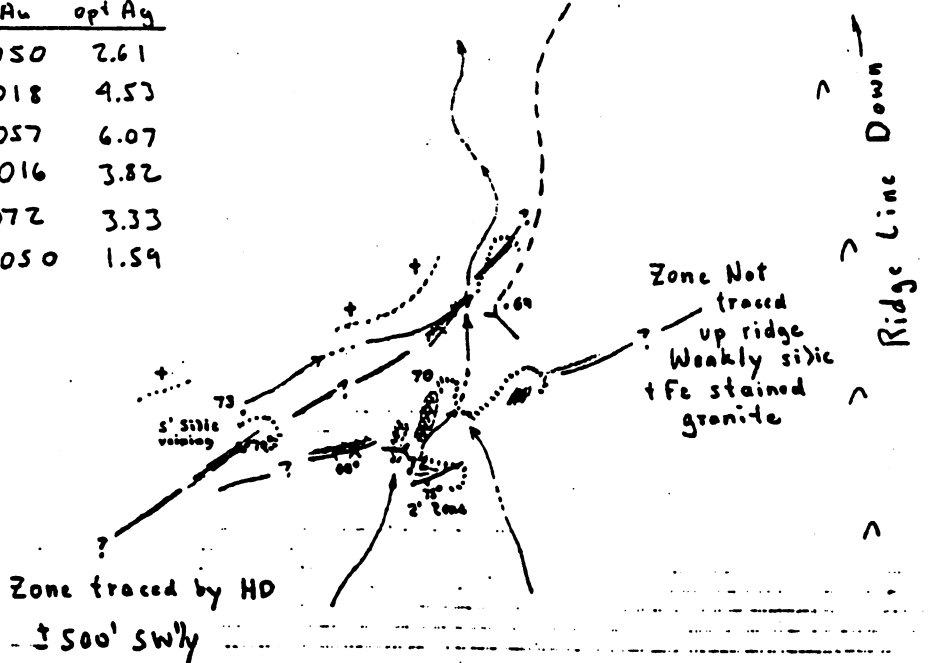 Au opt Ag
050 2.61
018 4.53
057 6.07
016 3.82
072 3.33
050 1.59
Ridge Line Down
Zone Not
traced
up ridge
Weakly silic
+ Fe stained
granite
69
?
?
70
73
5' Silic
veining
?
?
75°
2' Zone
?
Zone traced by HD
± 500' SW'ly